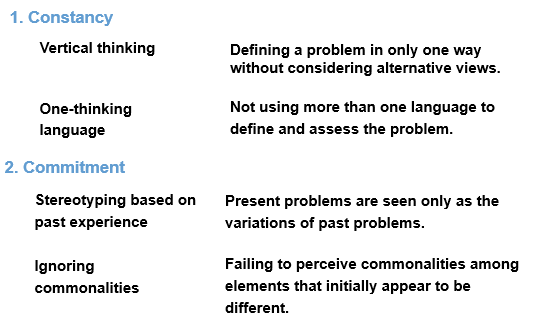 1. Constancy
Vertical thinking
Defining a problem in only one way
without considering alternative views.
One-thinking
language
Not using more than one language to
define and assess the problem.
2. Commitment
Stereotyping based on
past experience
Present problems are seen only as the
variations of past problems.
Ignoring
commonalities
Failing to perceive commonalities among
elements that initially appear to be
different.